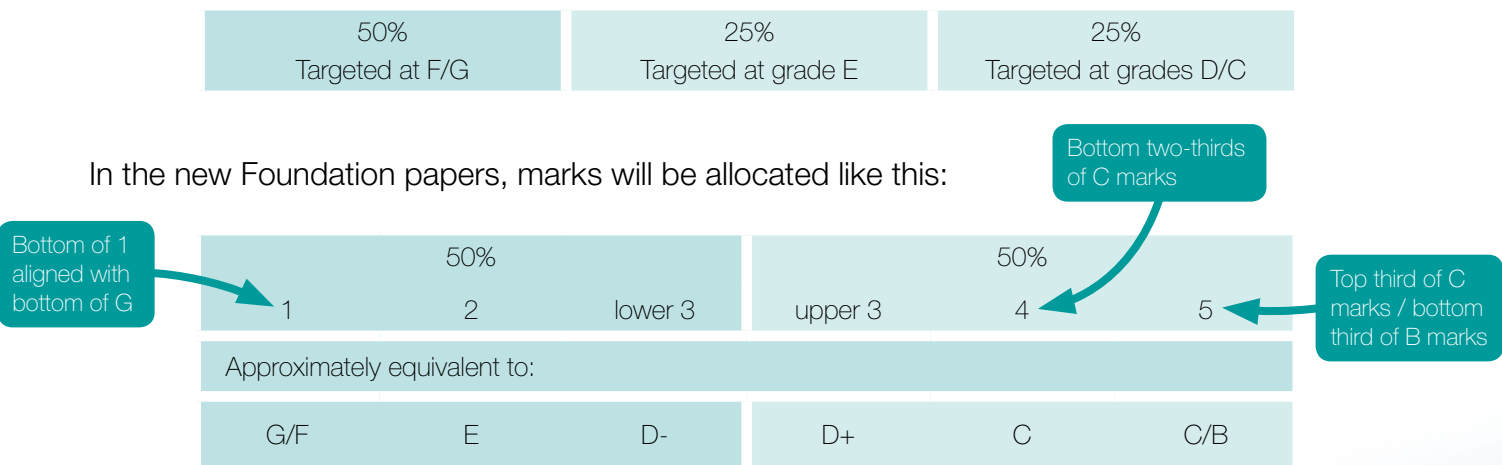 50% 25% 25%
Targeted at F/G Targeted at grade E Targeted at grades D/C
Bottom two-thirds
of C marks
In the new Foundation papers, marks will be allocated like this:
Bottom of 1
aligned with
bottom of G
50% 50%
1 2 lower 3 upper 3 4 5
Top third of C
marks / bottom
third of B marks
Approximately equivalent to:
G/F E D- D+ C C/B